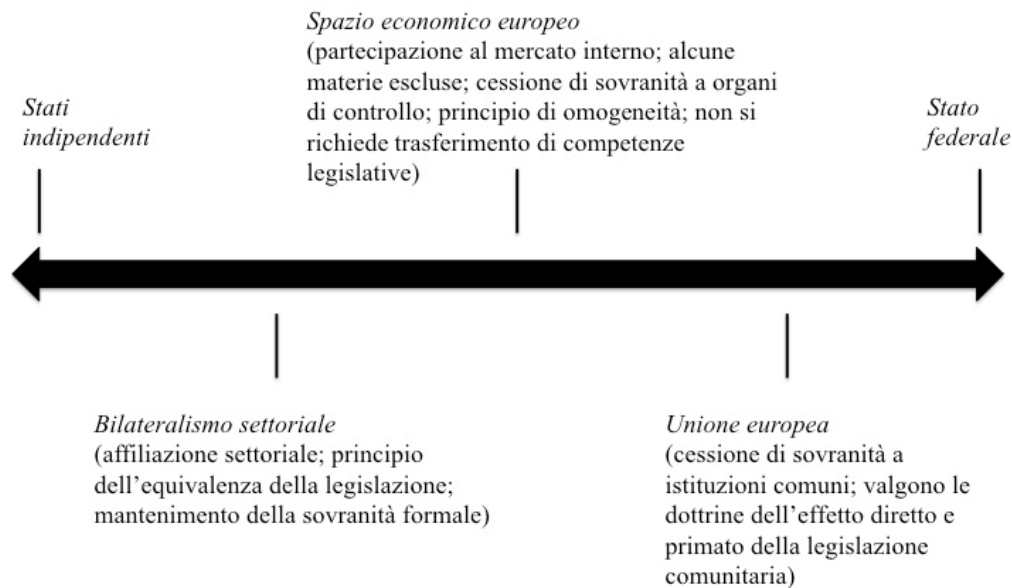 Spazio economico europeo
(partecipazione al mercato interno; alcune
materie escluse; cessione di sovranità a organi
di controllo; principio di omogeneità; non si
richiede trasferimento di competenze
legislative)
Stati
indipendenti
Stato
federale
Bilateralismo settoriale
(affiliazione settoriale; principio
dell’equivalenza della legislazione;
mantenimento della sovranità formale)
Unione europea
(cessione di sovranità a
istituzioni comuni; valgono le
dottrine dell’effetto diretto e
primato della legislazione
comunitaria)